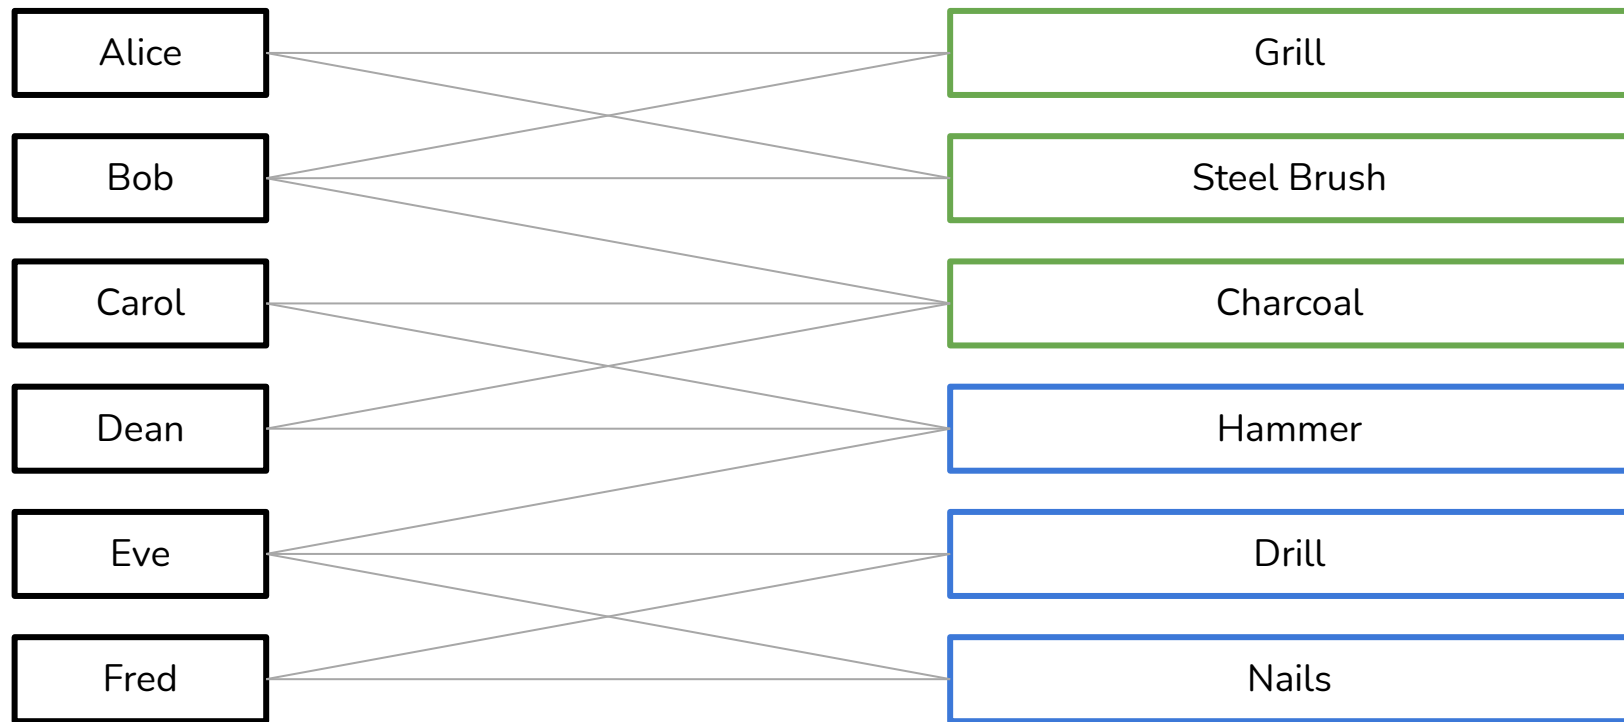 Alice
Grill
Bob
Steel Brush
Carol
Charcoal
Dean
Hammer
Eve
Drill
Fred
Nails